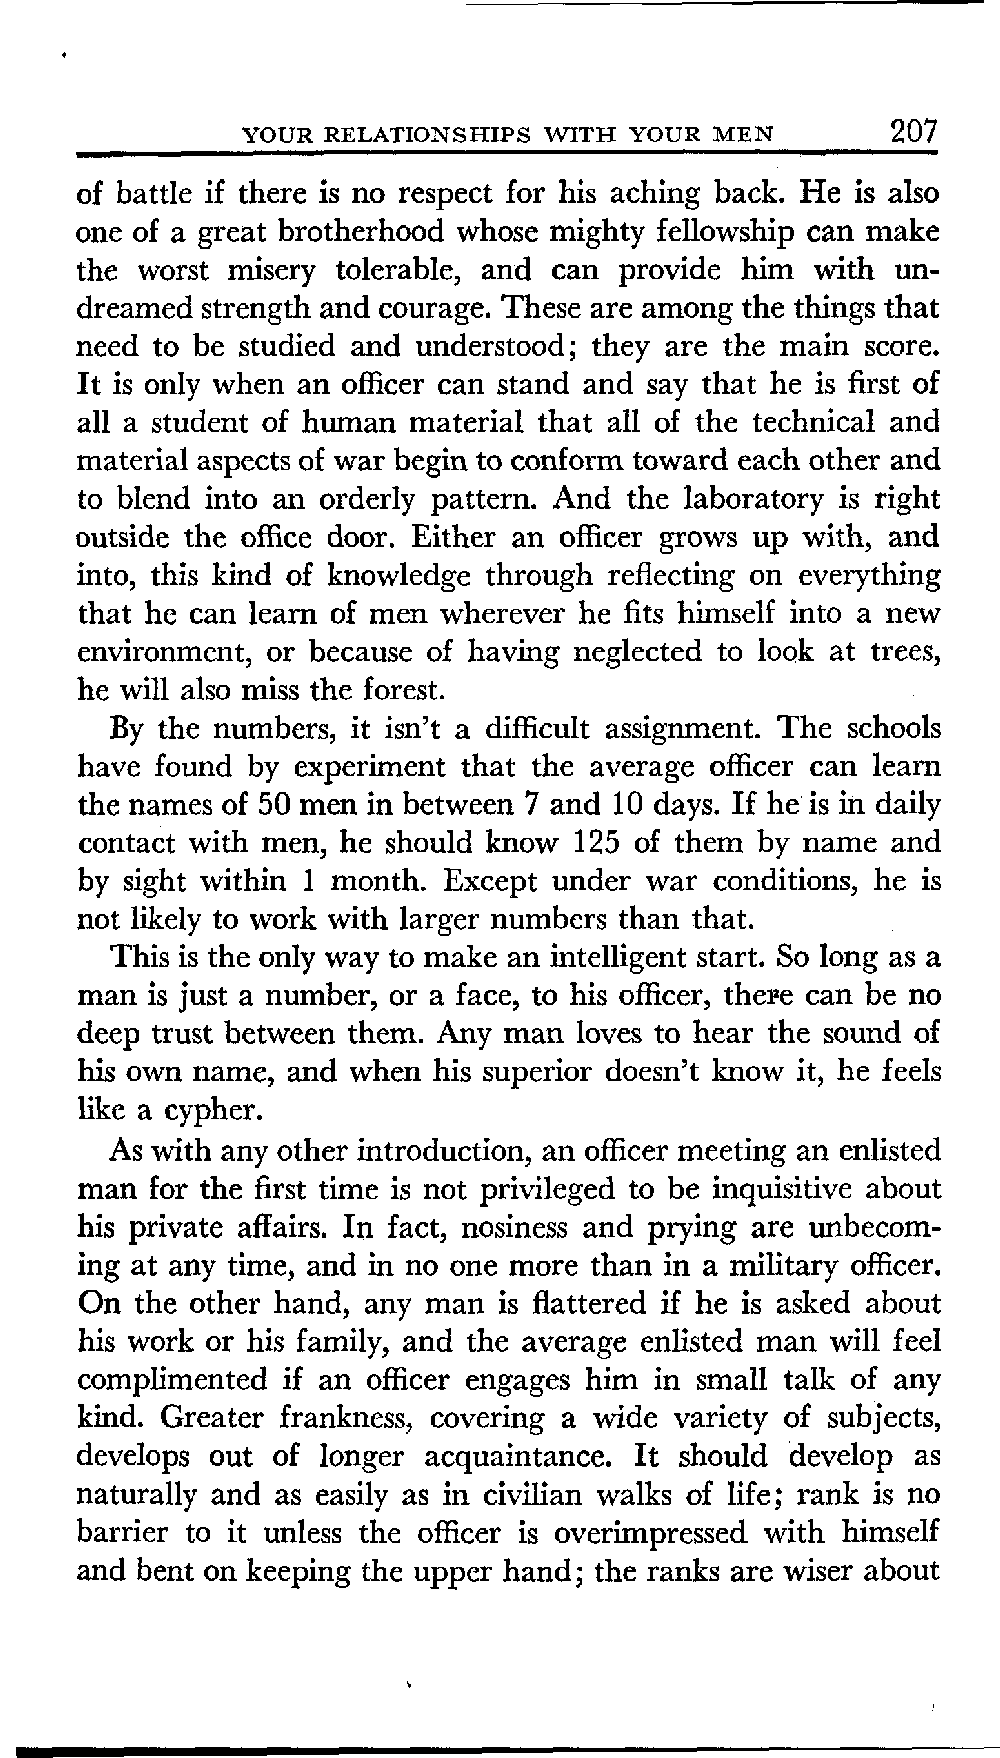 YOUR RELATIONSHIPS WITH YOUR MEN 207
of battle if there is no respect for his aching back. He is also
one of a great brotherhood whose mighty fellowship can make
the worst misery tolerable, and can provide him with un-
dreamed strength and courage. These are among the things that
need to be studied and understood; they are the main score.
It is only when an officer can stand and say that he is first of
all a student of human material that all of the technical and
material aspects of war begin to conform toward each other and
to blend into an orderly pattern. And the laboratory is right
outside the office door. Either an officer grows up with, and
into, this kind of knowledge through reflecting on everything
that he can learn of men wherever he fits himself into a new
environment, or because of having neglected to look at trees,
he will also miss the forest.
By the numbers, it isn't a difficult assignment. The schools
have found by experiment that the average officer can learn
the names of 50 men in between 7 and 10 days. If he is in daily
contact with men, he should know 125 of them by name and
by sight within 1 month. Except under war conditions, he is
not likely to work with larger numbers than that.
This is the only way to make an intelligent start. So long as a
man is just a number, or a face, to his officer, there can be no
deep trust between them. Any man loves to hear the sound of
his own name, and when his superior doesn't know it, he feels
like a cypher.
As with any other introduction, an officer meeting an enlisted
man for the first time is not privileged to be inquisitive about
his private affairs. In fact, nosiness and prying are unbecom-
ing at any time, and in no one more than in a military officer.
On the other hand, any man is flattered if he is asked about
his work or his family, and the average enlisted man will feel
complimented if an officer engages him in small talk of any
kind. Greater frankness, covering a wide variety of subjects,
develops out of longer acquaintance. It should develop as
naturally and as easily as in civilian walks of life; rank is no
barrier to it unless the officer is overimpressed with himself
and bent on keeping the upper hand; the ranks are wiser about